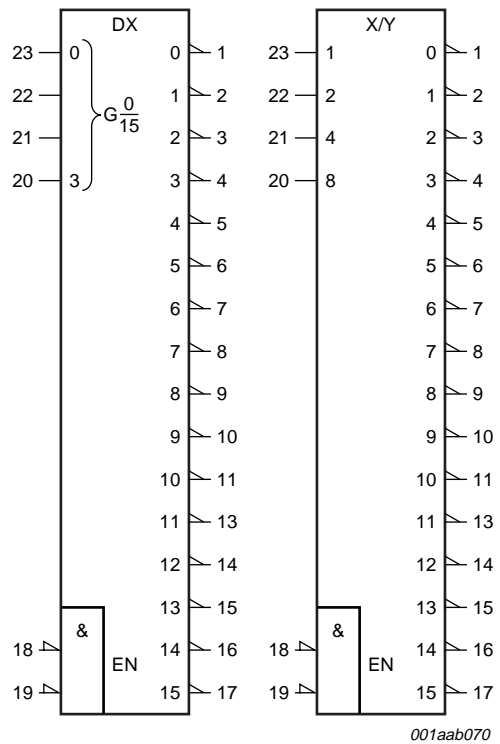 DX X/Y
23 0 0 1 23 1 0 1
22 1 2 22 2 1 2
G 0/15
21 2 3 21 4 2 3
20 3 3 4 20 8 3 4
4 5 4 5
5 6 5 6
6 7 6 7
7 8 7 8
8 9 8 9
9 10 9 10
10 11 10 11
11 13 11 13
12 14 12 14
13 15 13 15
& &
18 14 16 18 14 16
EN EN
19 15 17 19 15 17
001aab070